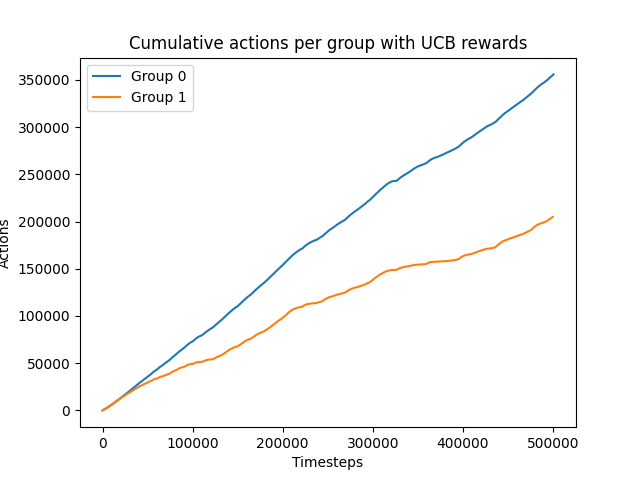 Cumulative actions per group with UCB rewards
Group 0
Group 1
350000
300000
250000
200000
150000
100000
50000
0
Actions
0 100000 200000 300000 400000 500000
Timesteps